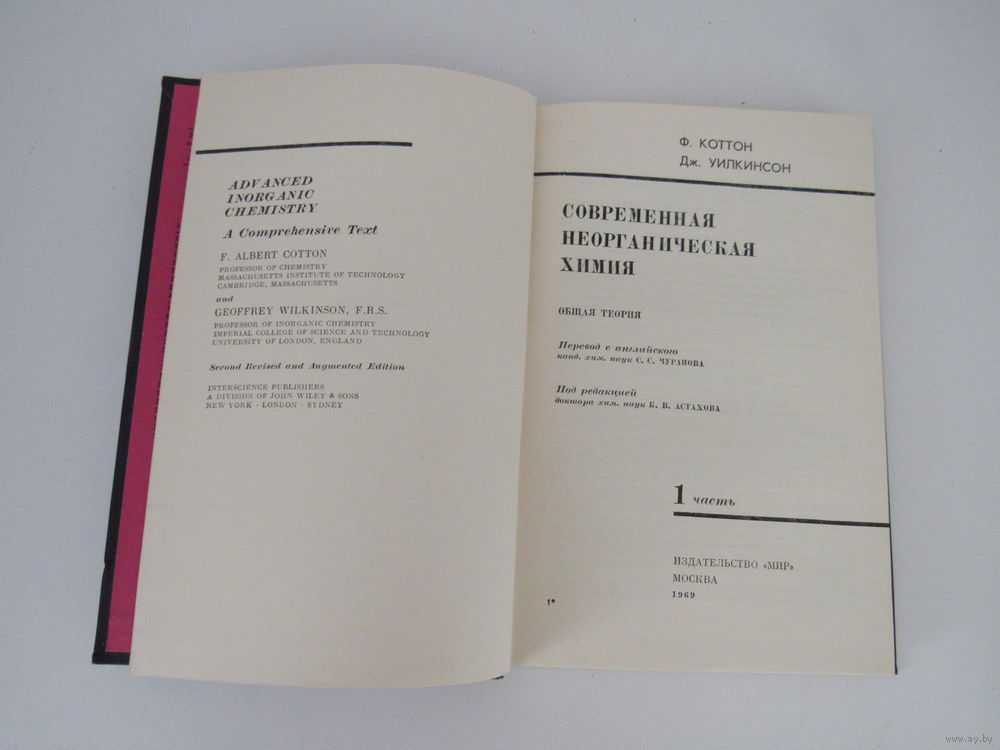 ADVANCED
INORGANIC
CHEMISTRY
A Comprehensive Text
F. ALBERT COTTON
PROFESSOR OF CHEMISTRY
MASSACHUSETTS INSTITUTE OF TECHNOLOGY
CAMBRIDGE, MASSACHUSETTS
and
GEOFFREY WILKINSON, F.R.S.
PROFESSOR OF INORGANIC CHEMISTRY
IMPERIAL COLLEGE OF SCIENCE AND TECHNOLOGY
UNIVERSITY OF LONDON, ENGLAND
Second Revised and Augmented Edition
INTERSCIENCE PUBLISHERS
A DIVISION OF JOHN WILEY & SONS
NEW YORK - LONDON - SYDNEY
Ф. КОТТОН
Дж. УИЛКИНСОН
СОВРЕМЕННАЯ
НЕОРГАНИЧЕСКАЯ
ХИМИЯ
ОБЩАЯ ТЕОРИЯ
Перевод с английского
канд. хим. наук С. С. ЧУРАНОВА
Под редакцией
доктора хим. наук К. В. АСТАХОВА
1 часть
ИЗДАТЕЛЬСТВО «МИР»
МОСКВА
1969
1*
www.ay.by